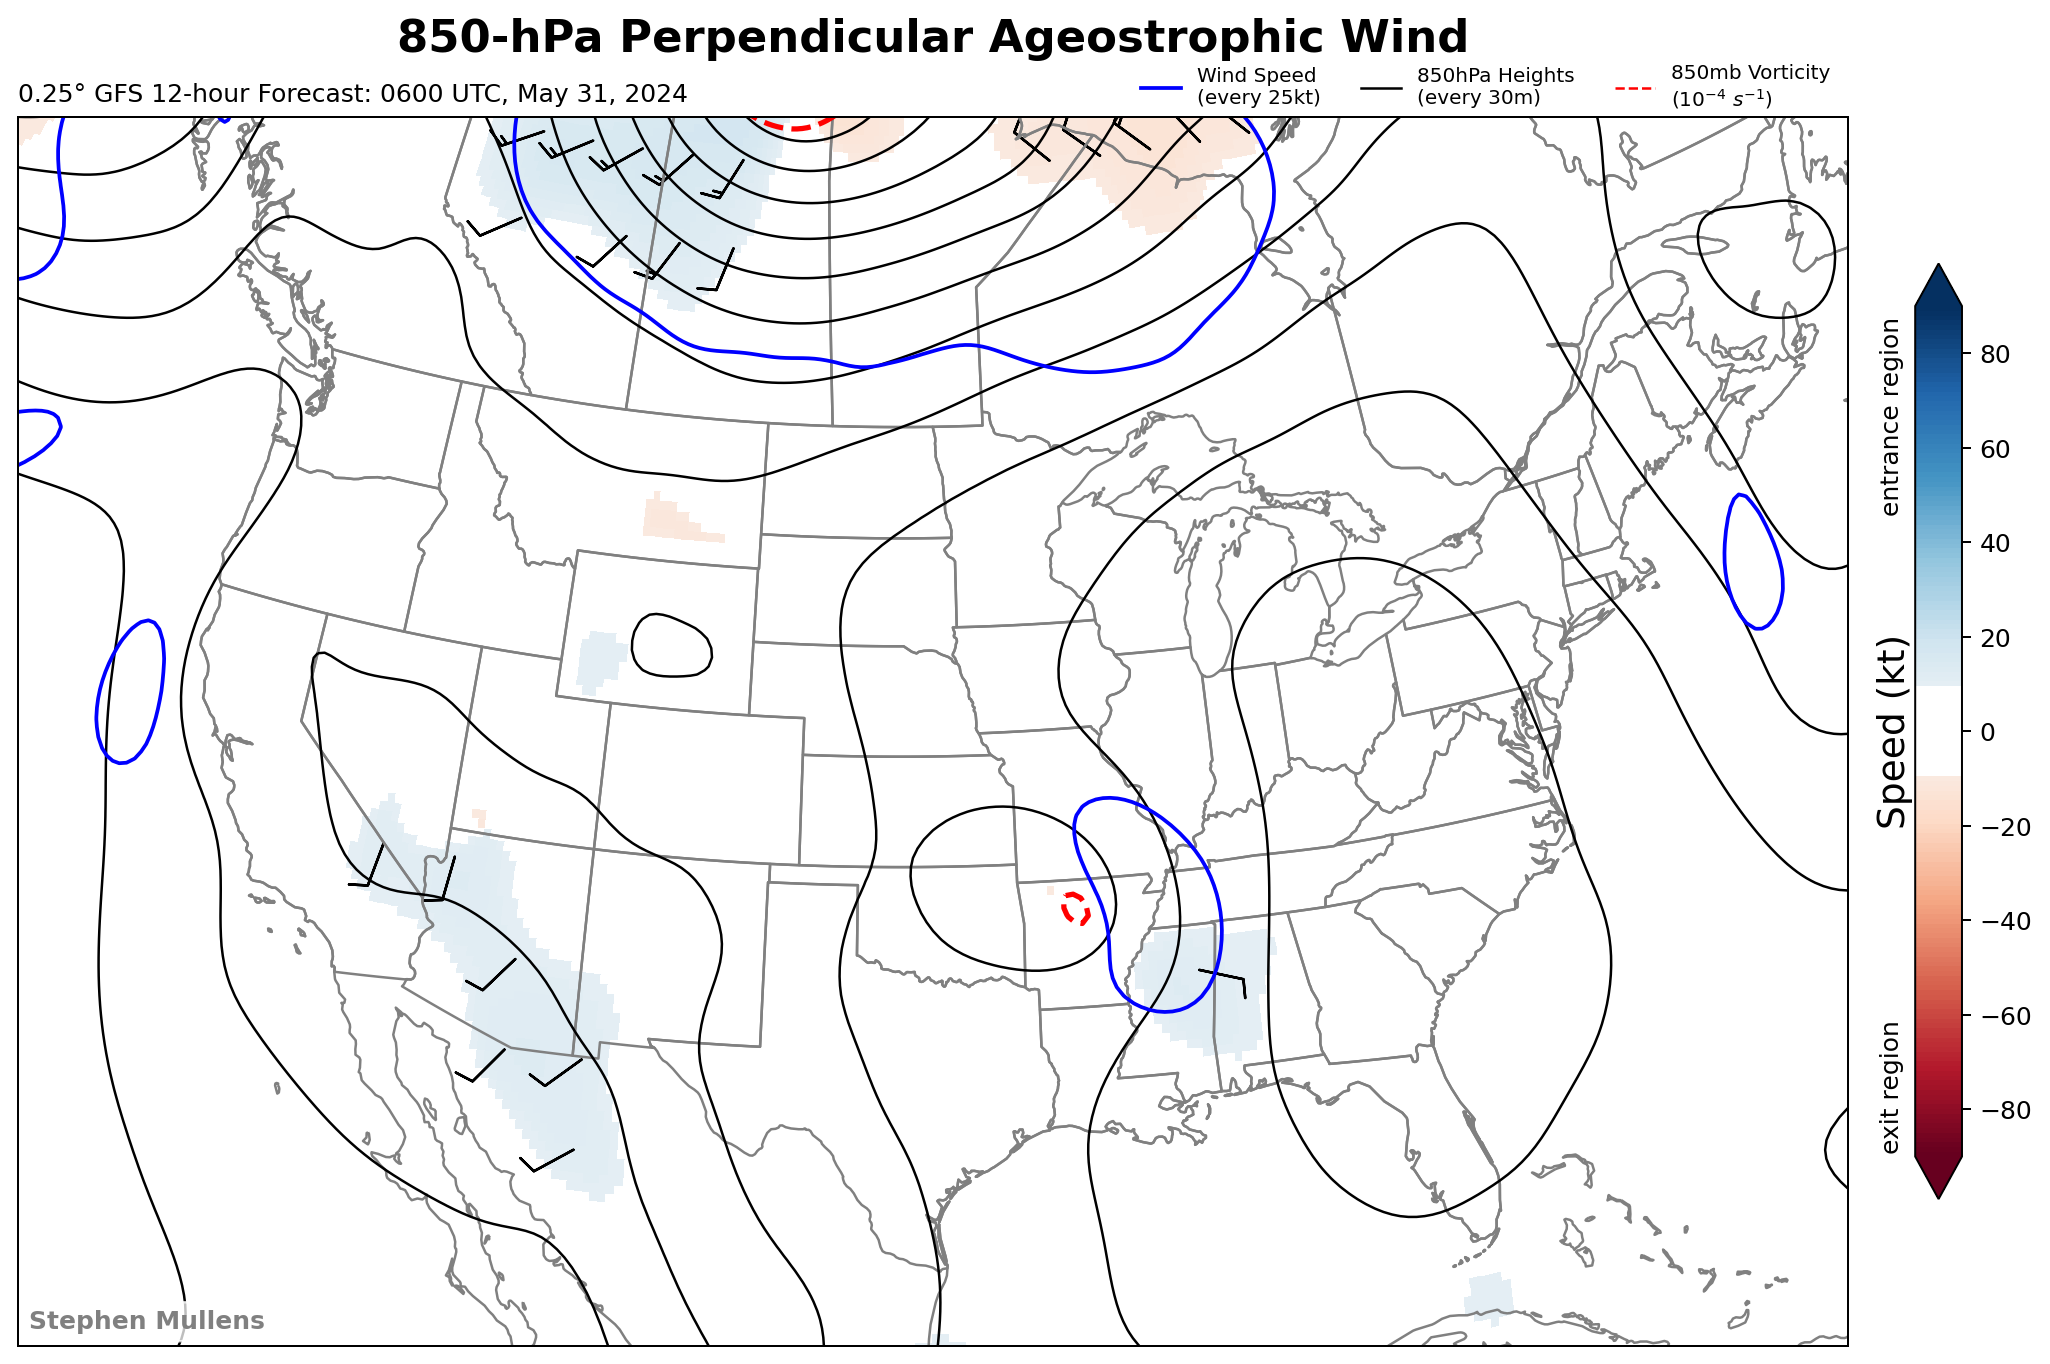 850-hPa Perpendicular Ageostrophic Wind
0.25° GFS 12-hour Forecast: 0600 UTC, May 31, 2024
Wind Speed
(every 25kt)
850hPa Heights
(every 30m)
850mb Vorticity
(10⁻⁴ s⁻¹)
entrance region
Speed (kt)
exit region
80
60
40
20
0
−20
−40
−60
−80
Stephen Mullens